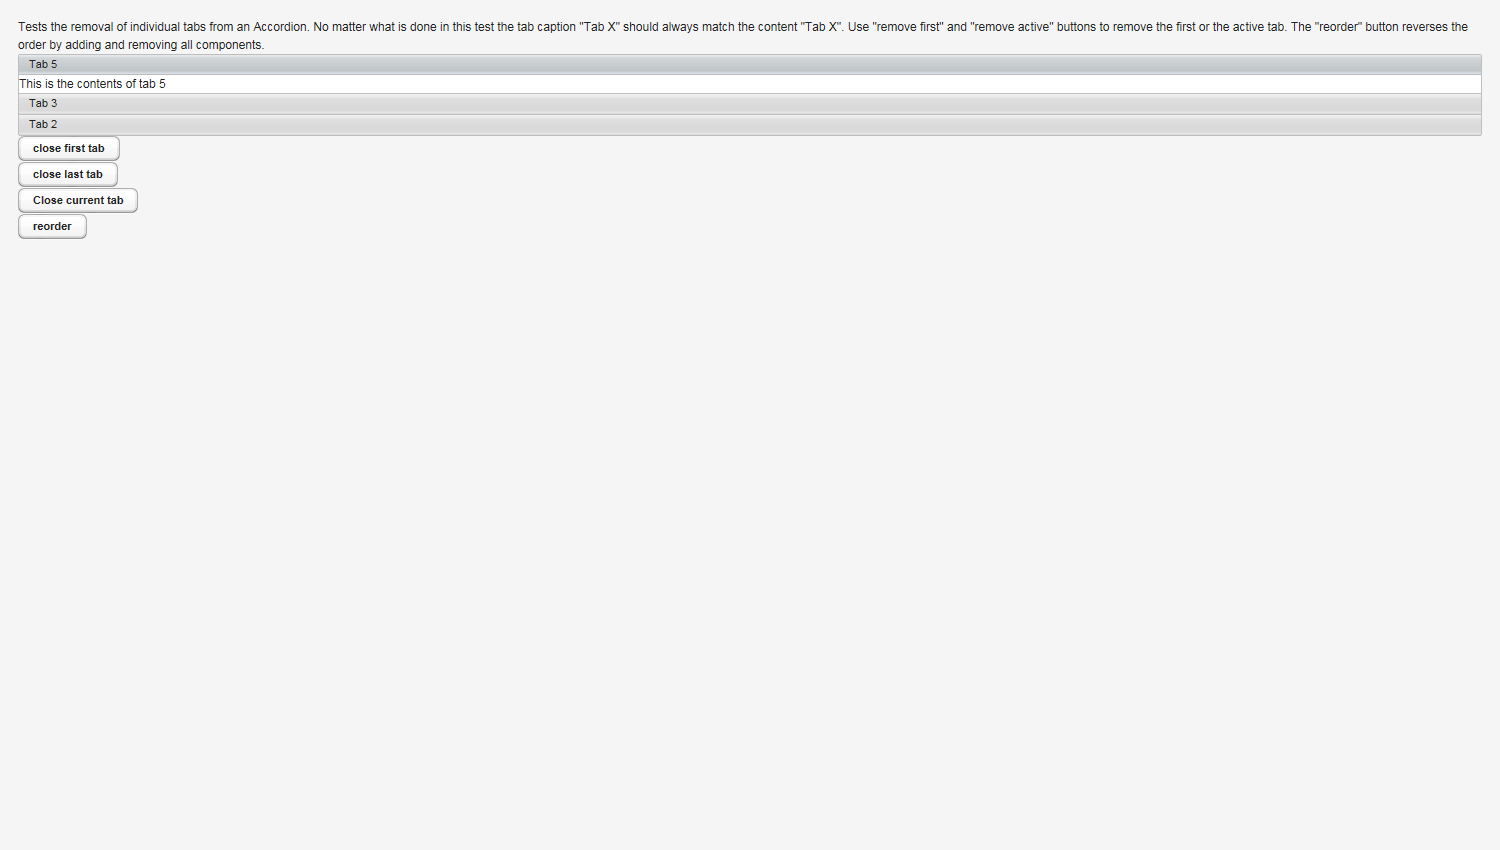 Tests the removal of individual tabs from an Accordion. No matter what is done in this test the tab caption "Tab X" should always match the content "Tab X". Use "remove first" and "remove active" buttons to remove the first or the active tab. The "reorder" button reverses the
order by adding and removing all components.
Tab 5
This is the contents of tab 5
Tab 3
Tab 2
close first tab
close last tab
Close current tab
reorder